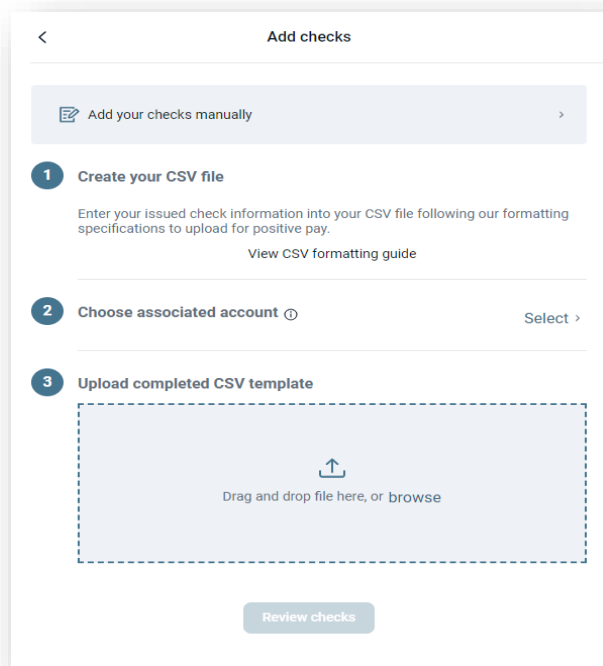 Add checks
Add your checks manually
1 Create your CSV file
Enter your issued check information into your CSV file following our formatting
specifications to upload for positive pay.
View CSV formatting guide
2 Choose associated account
Select
3 Upload completed CSV template
Drag and drop file here, or browse
Review checks